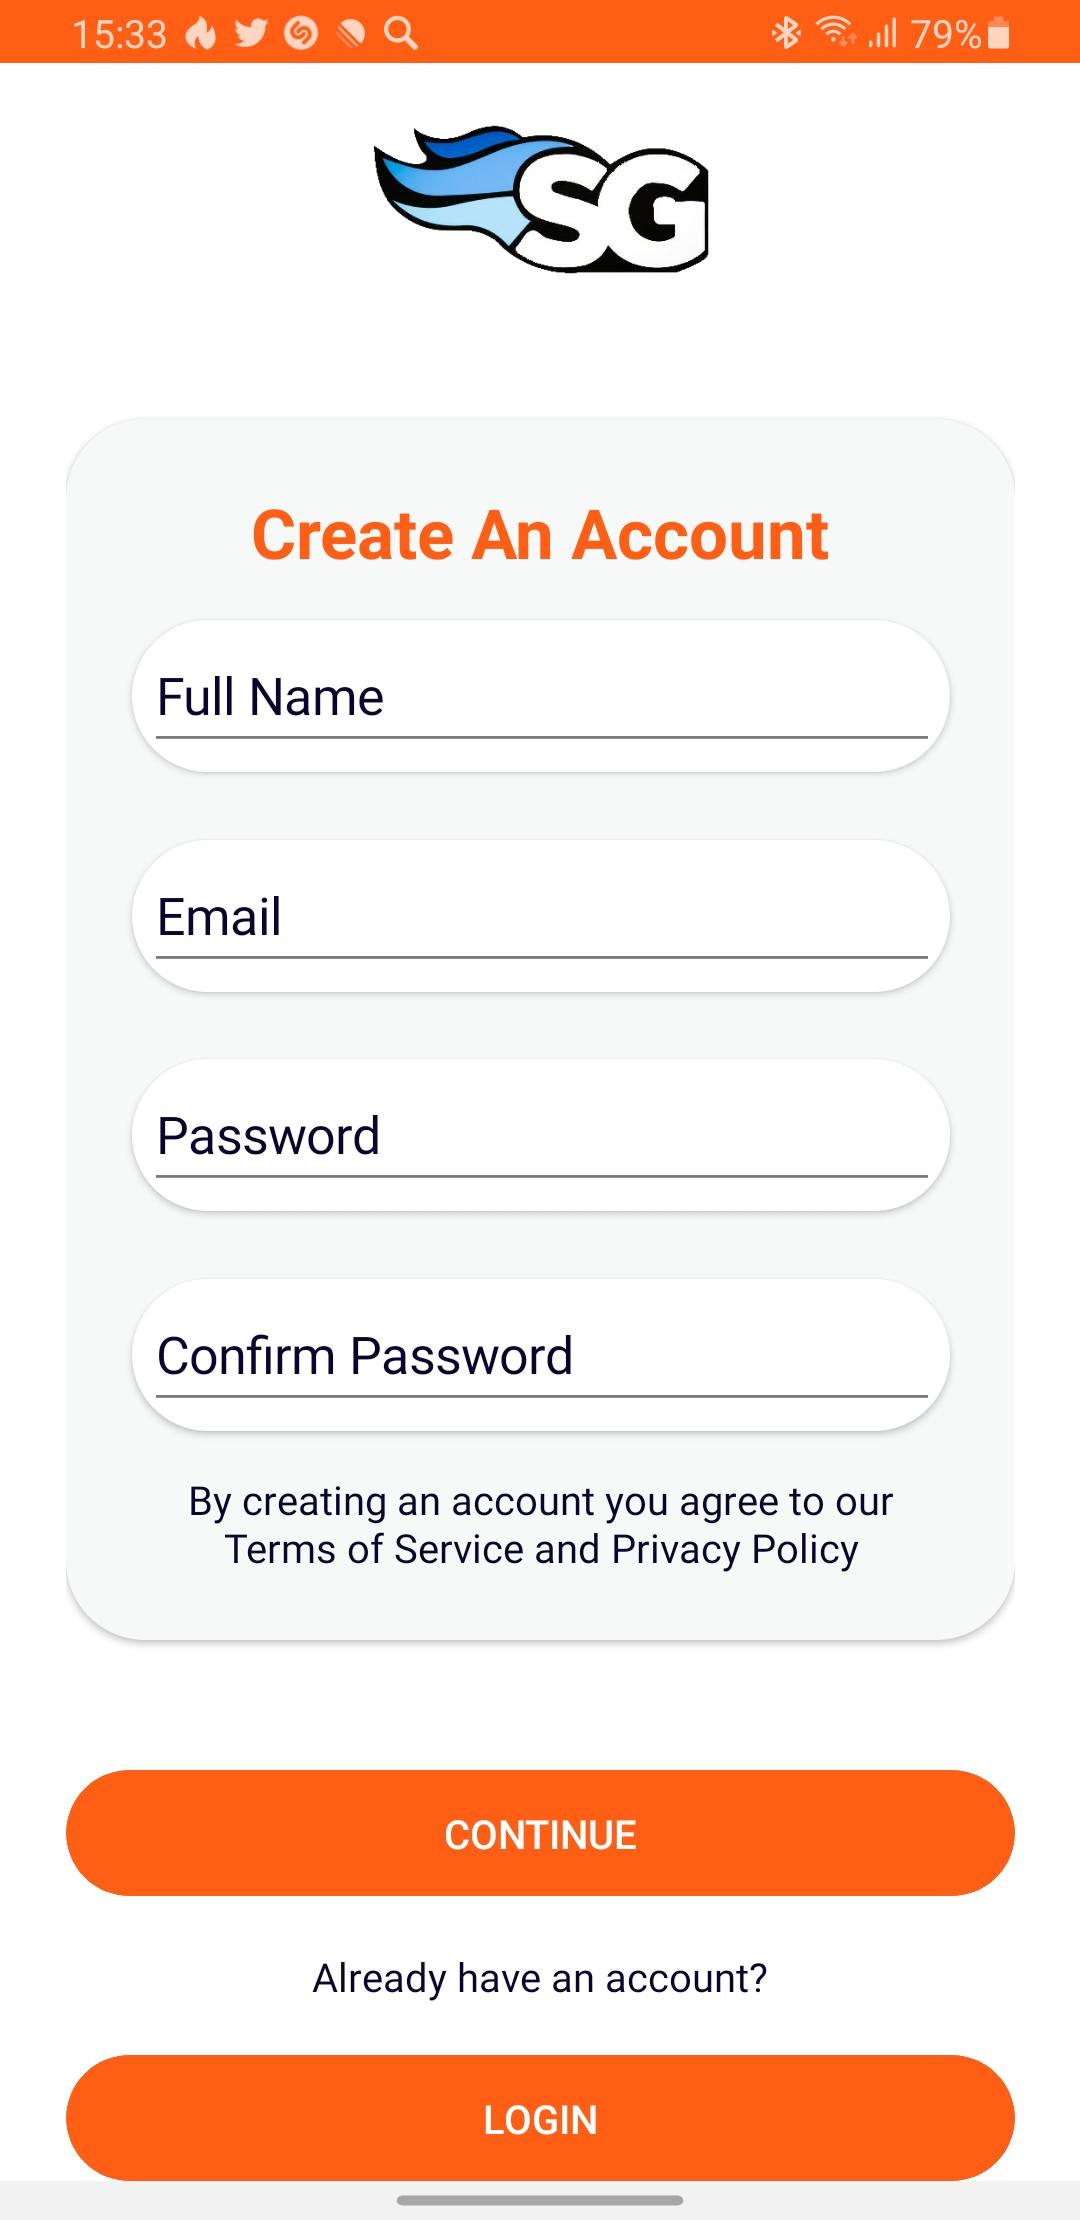 15:33 79%
SG
Create An Account
Full Name
Email
Password
Confirm Password
By creating an account you agree to our
Terms of Service and Privacy Policy
CONTINUE
Already have an account?
LOGIN